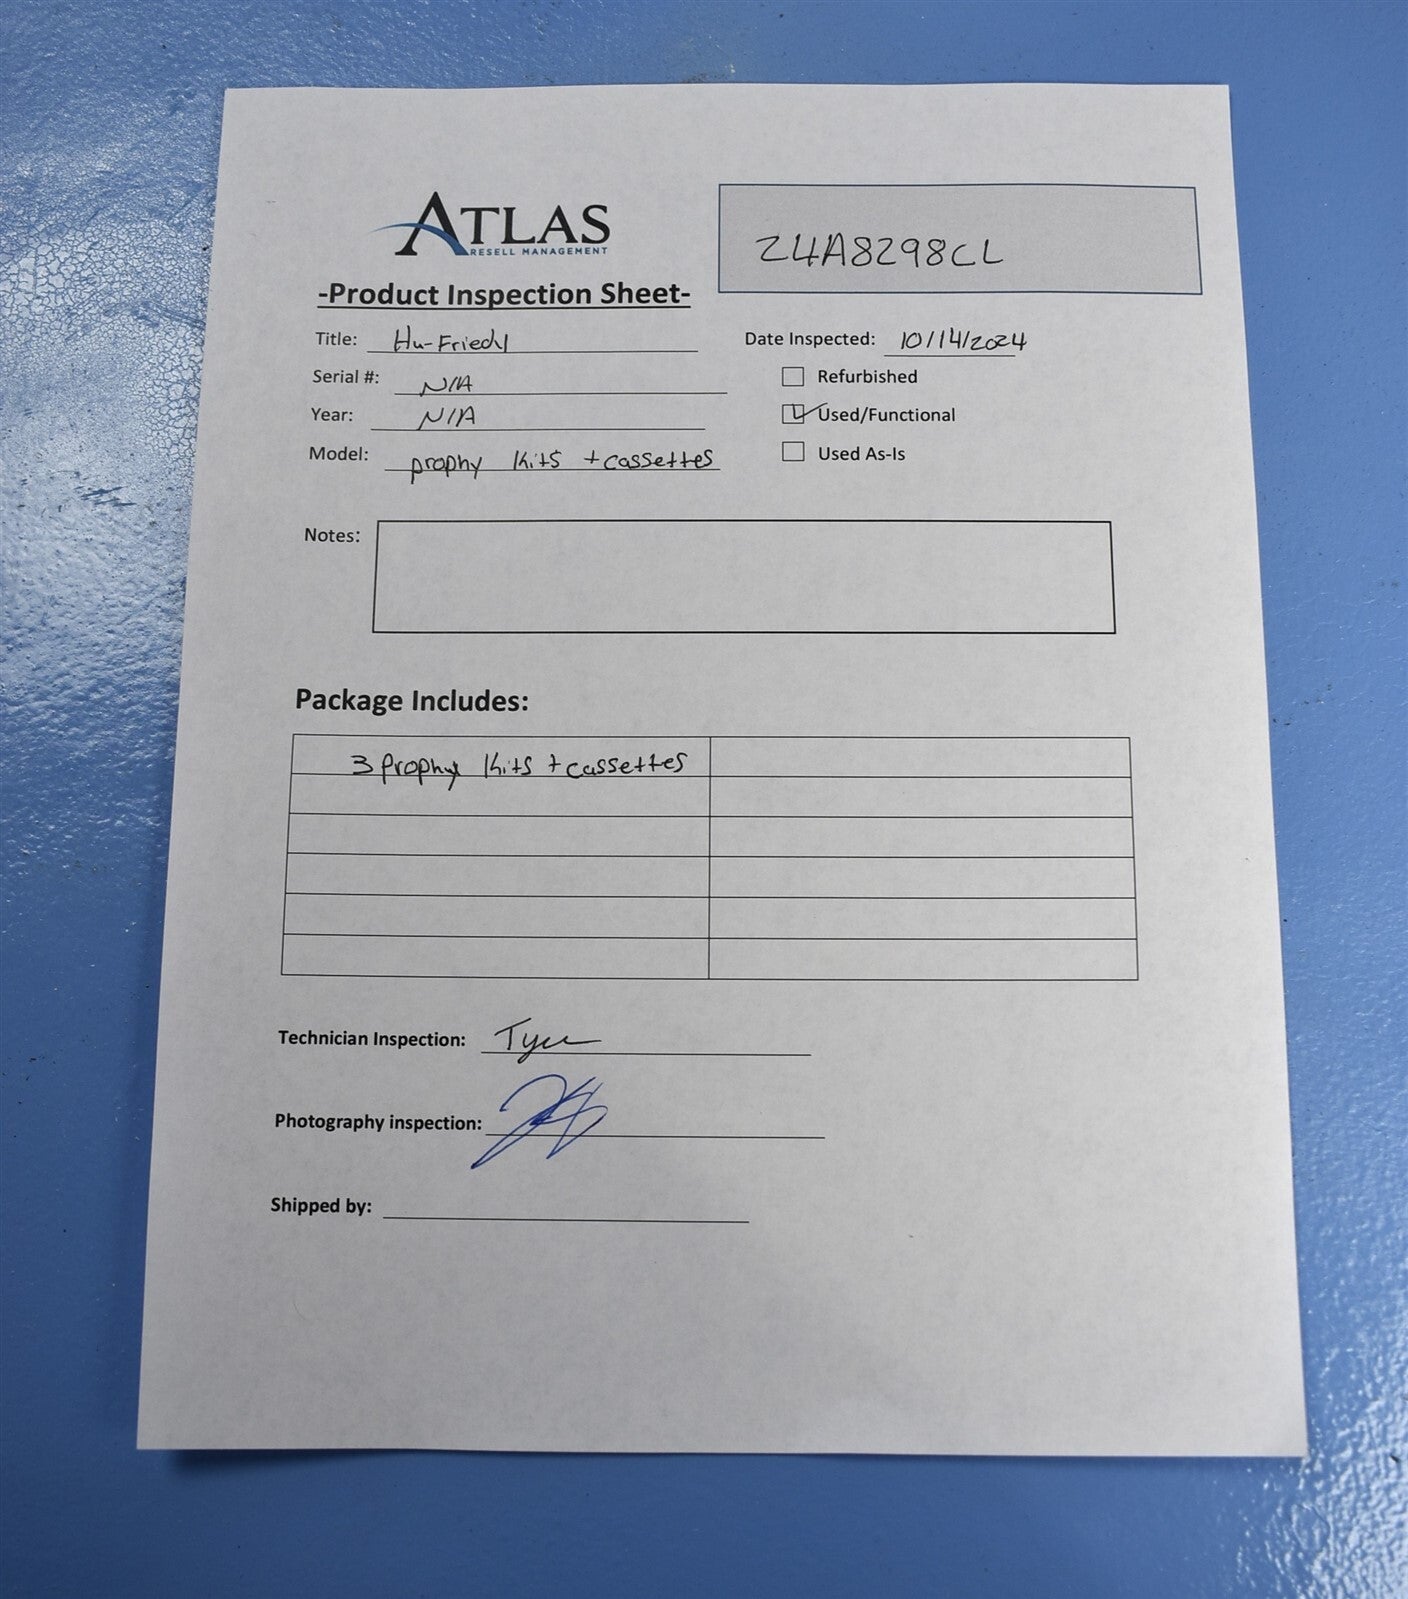 ATLAS
RESELL MANAGEMENT
24A8298CL
-Product Inspection Sheet-
Title: Hu-Friedy
Date Inspected: 10/14/2024
Serial #: N/A
Refurbished
Year: N/A
Used/Functional
Model: prophy kits + cassettes
Used As-Is
Notes:
Package Includes:
3 Prophy kits + cassettes
Technician Inspection:
Photography inspection:
Shipped by: